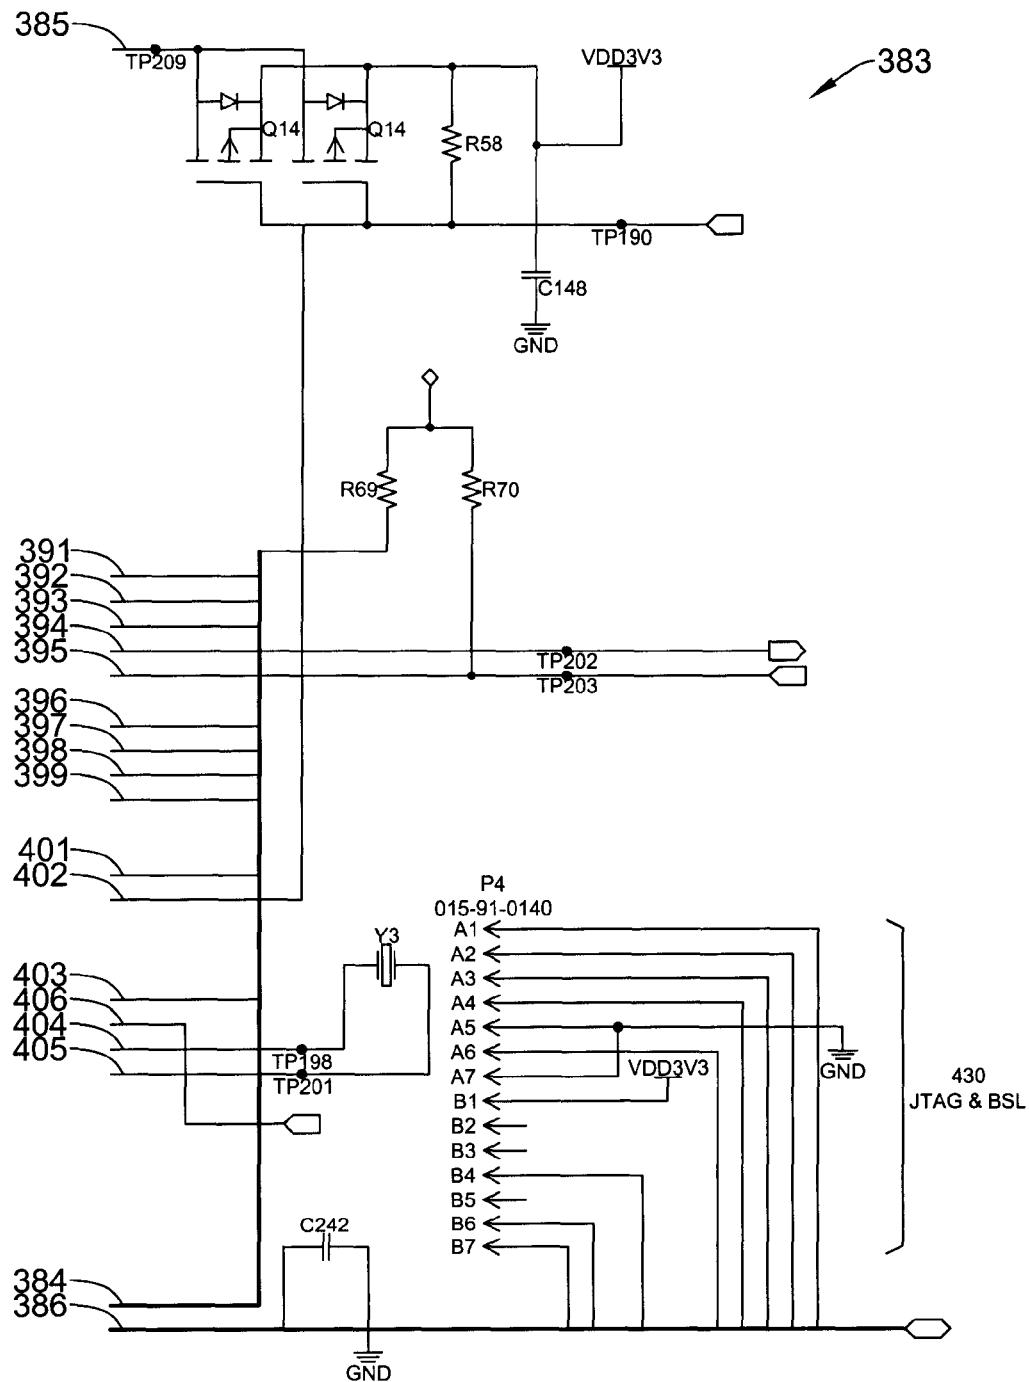 385
TP209
VDD3V3
383
Q14
Q14
R58
TP190
C148
GND
R69
R70
391
392
393
394
395
TP202
TP203
396
397
398
399
401
402
P4
015-91-0140
A1
A2
A3
A4
A5
A6
A7
B1
B2
B3
B4
B5
B6
B7
Y3
403
406
404
405
TP198
TP201
VDD3V3
GND
430
JTAG & BSL
C242
384
386
GND